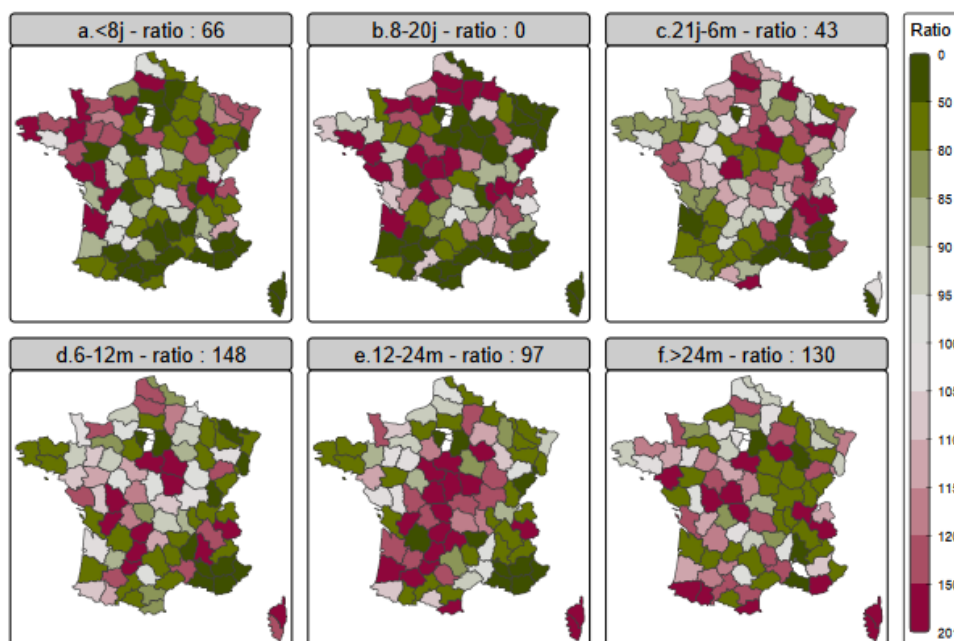 a.<8j - ratio : 66
b.8-20j - ratio : 0
c.21j-6m - ratio : 43
Ratio
0
50
80
85
90
95
100
105
110
115
120
150
201
d.6-12m - ratio : 148
e.12-24m - ratio : 97
f.>24m - ratio : 130